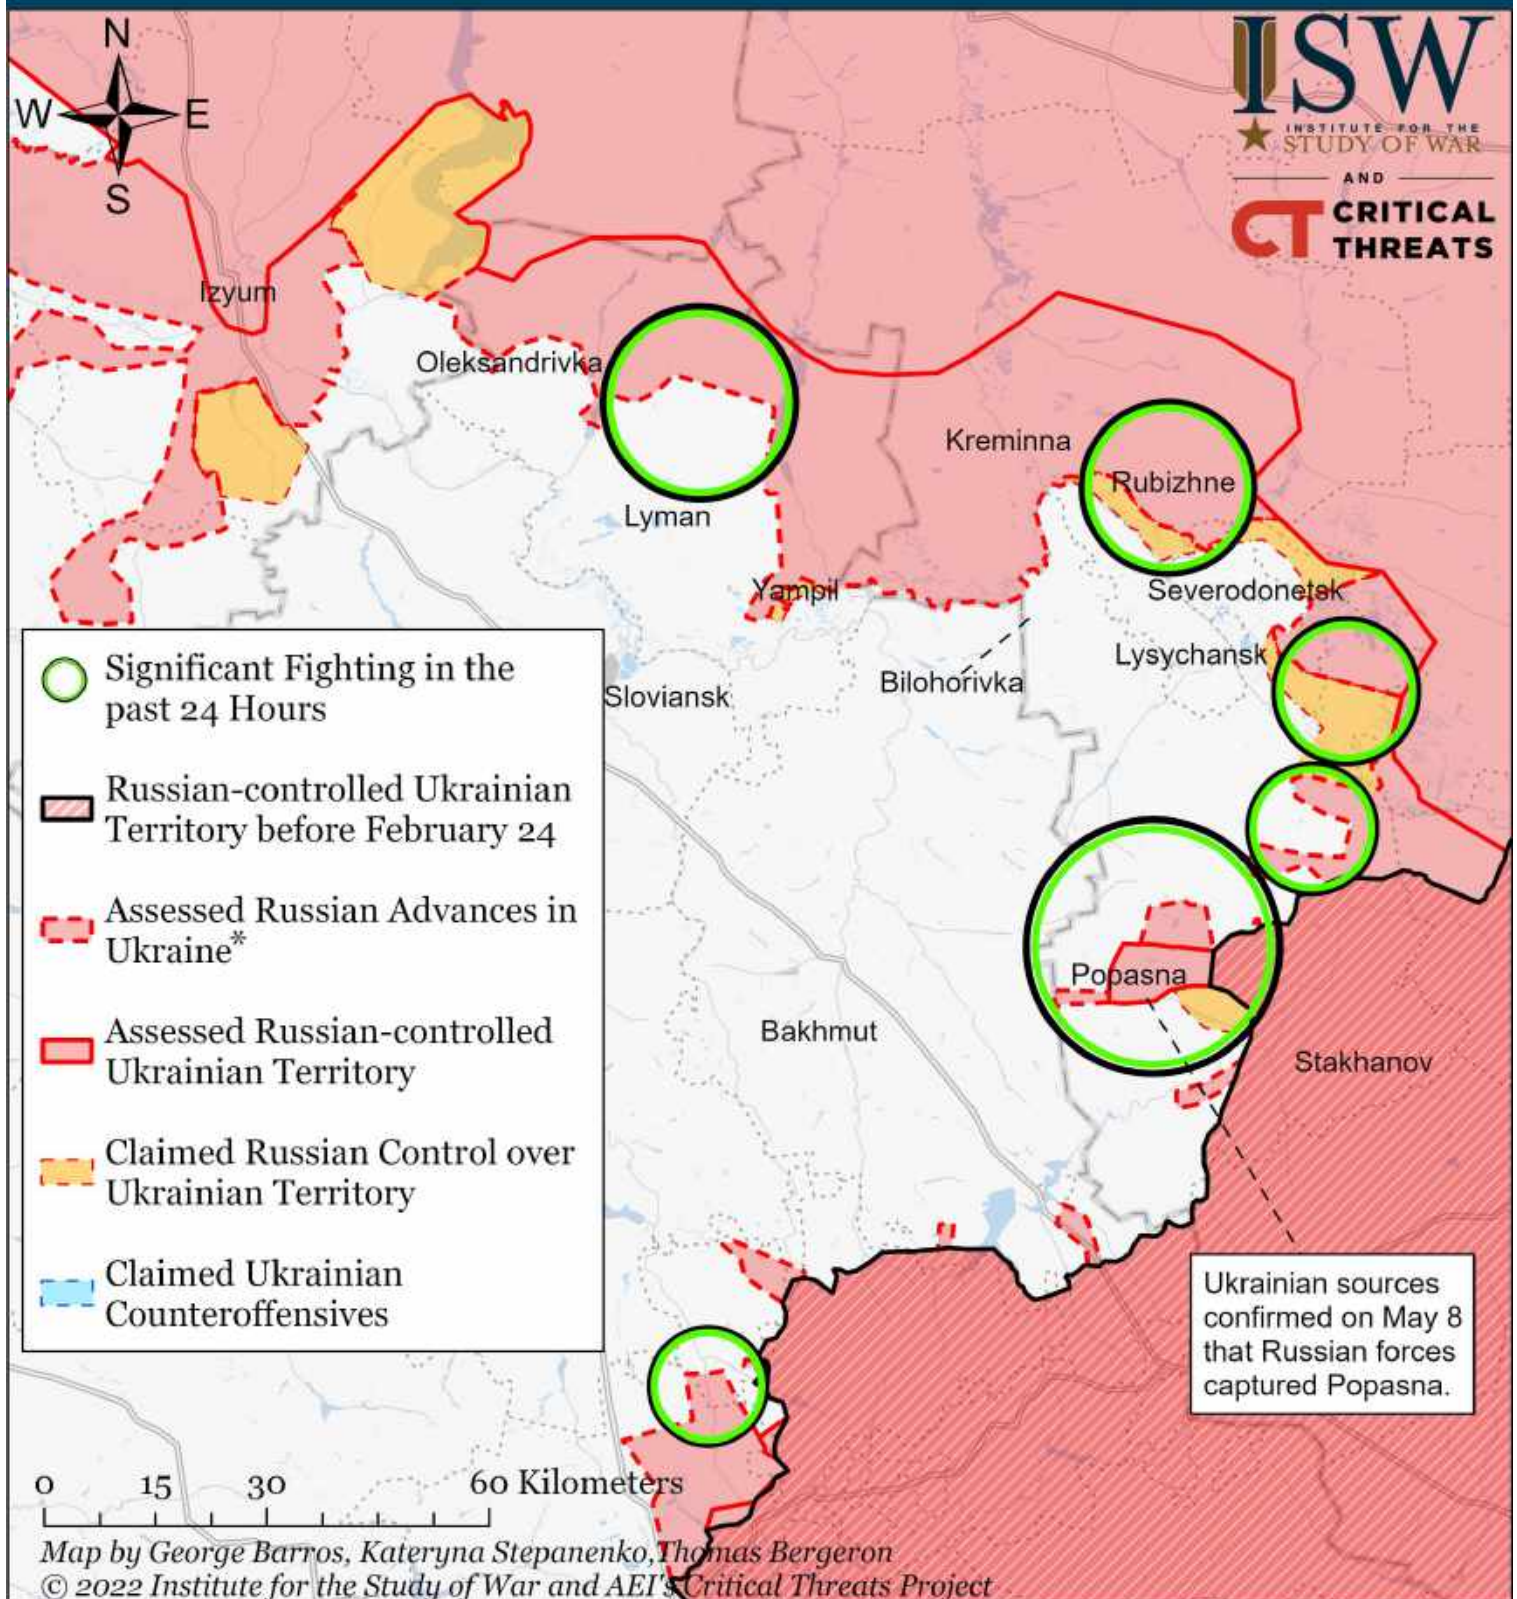 N
W E
S
ISW
INSTITUTE FOR THE
STUDY OF WAR
AND
CT CRITICAL
THREATS
Izyum
Oleksandrivka
Kreminna
Rubizhne
Lyman
Yampil
Severodonetsk
Lysychansk
Bilohorivka
Sloviansk
Popasna
Bakhmut
Stakhanov
Significant Fighting in the
past 24 Hours
Russian-controlled Ukrainian
Territory before February 24
Assessed Russian Advances in
Ukraine*
Assessed Russian-controlled
Ukrainian Territory
Claimed Russian Control over
Ukrainian Territory
Claimed Ukrainian
Counteroffensives
Ukrainian sources
confirmed on May 8
that Russian forces
captured Popasna.
0 15 30 60 Kilometers
Map by George Barros, Kateryna Stepanenko,Thomas Bergeron
© 2022 Institute for the Study of War and AEI's Critical Threats Project